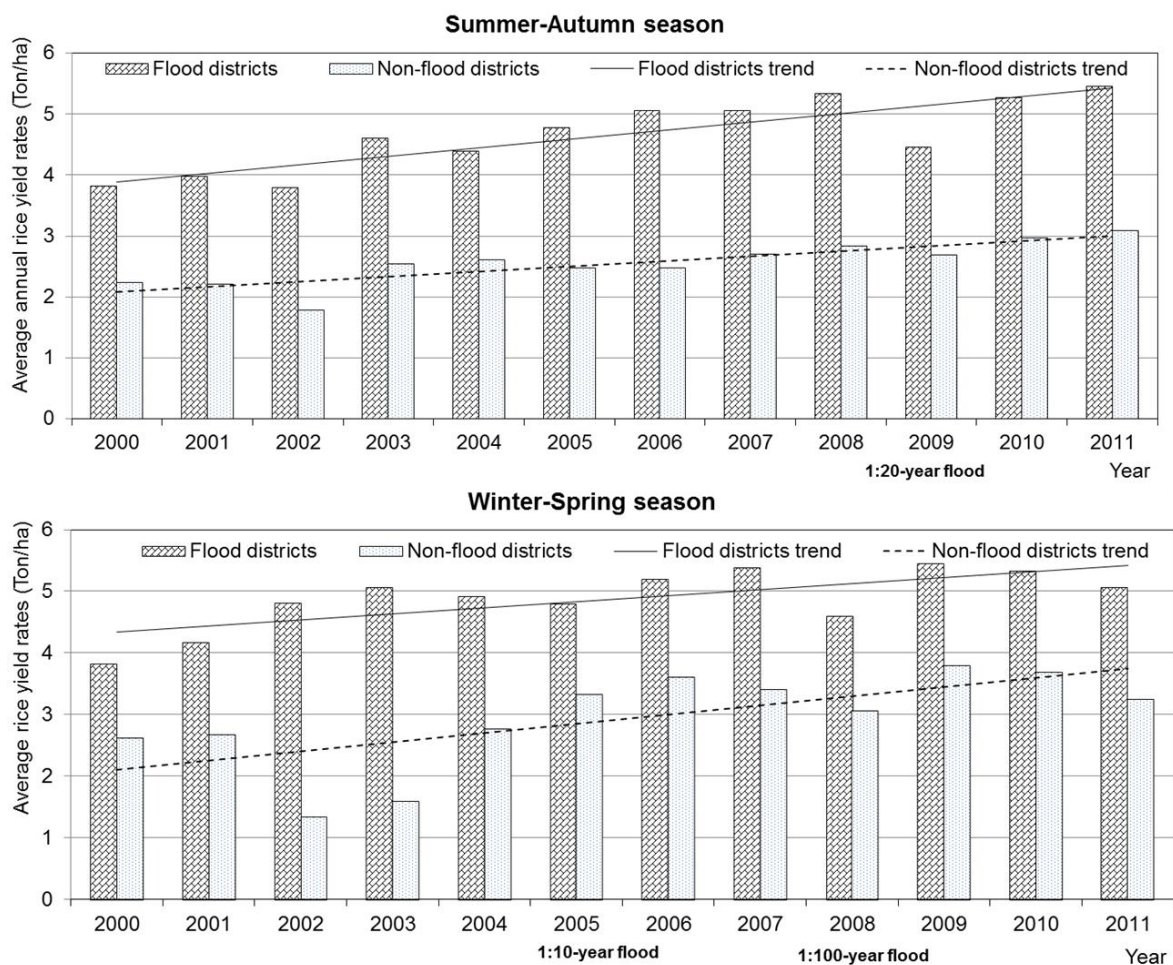 Summer-Autumn season
Average annual rice yield rates (Ton/ha)
6
5
4
3
2
1
0
Flood districts Non-flood districts Flood districts trend Non-flood districts trend
2000 2001 2002 2003 2004 2005 2006 2007 2008 2009 2010 2011
1:20-year flood Year
Winter-Spring season
Average rice yield rates (Ton/ha)
6
5
4
3
2
1
0
Flood districts Non-flood districts Flood districts trend Non-flood districts trend
2000 2001 2002 2003 2004 2005 2006 2007 2008 2009 2010 2011
1:10-year flood 1:100-year flood Year